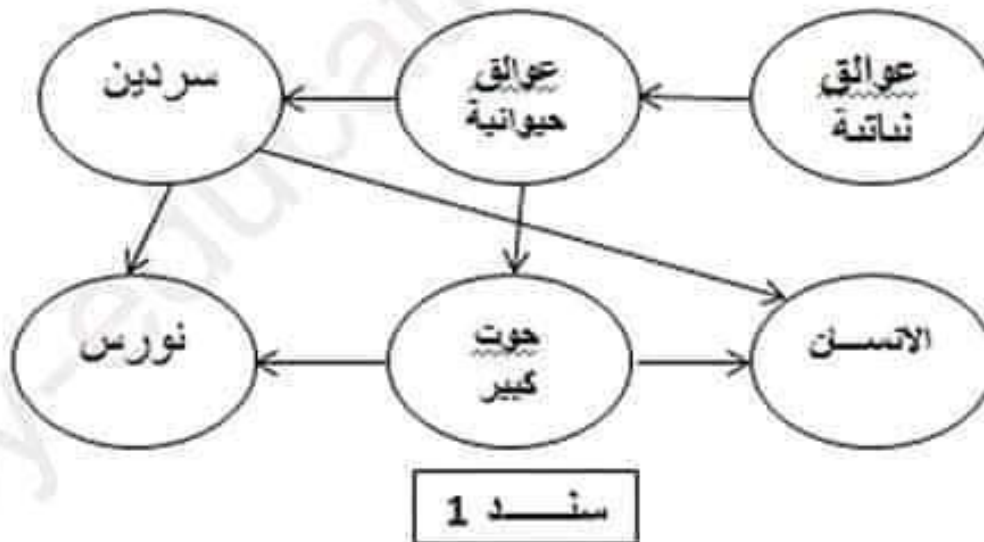 عوالق
نباتية
عوالق
حيوانية
سردين
الانسان
حوت
كبير
نورس
سند 1